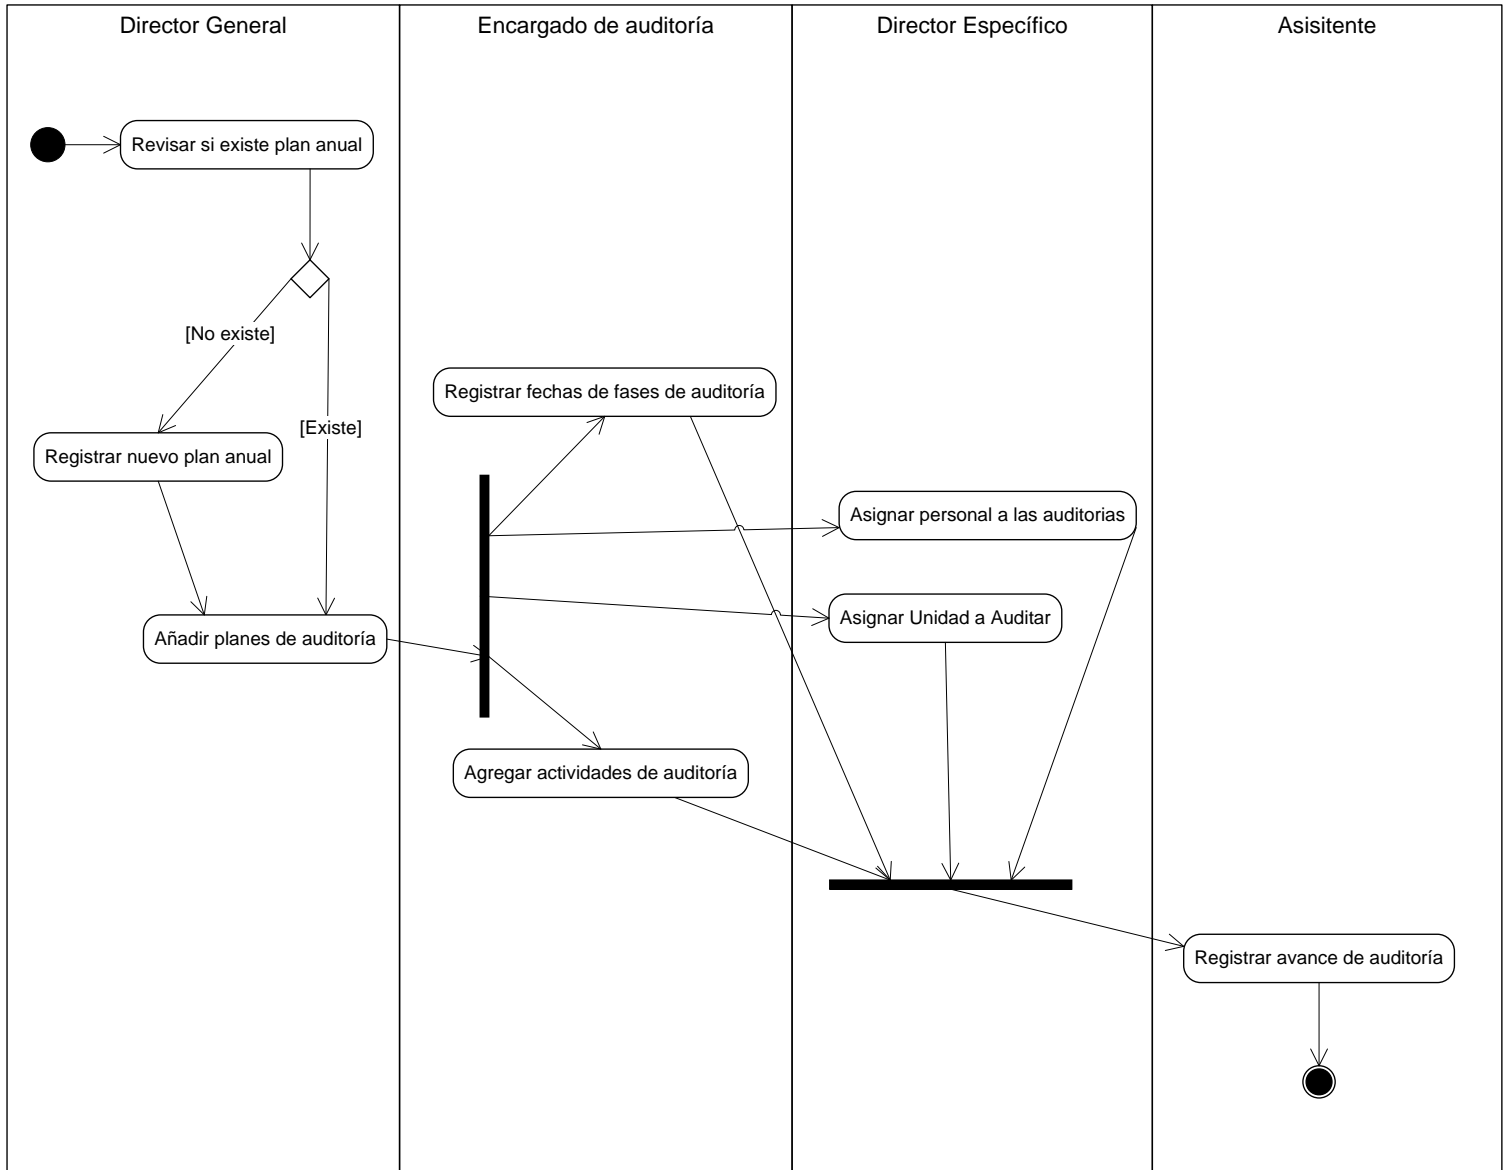 Director General
Encargado de auditoría
Director Específico
Asisitente
Revisar si existe plan anual
[No existe]
Registrar fechas de fases de auditoría
[Existe]
Registrar nuevo plan anual
Asignar personal a las auditorias
Asignar Unidad a Auditar
Añadir planes de auditoría
Agregar actividades de auditoría
Registrar avance de auditoría